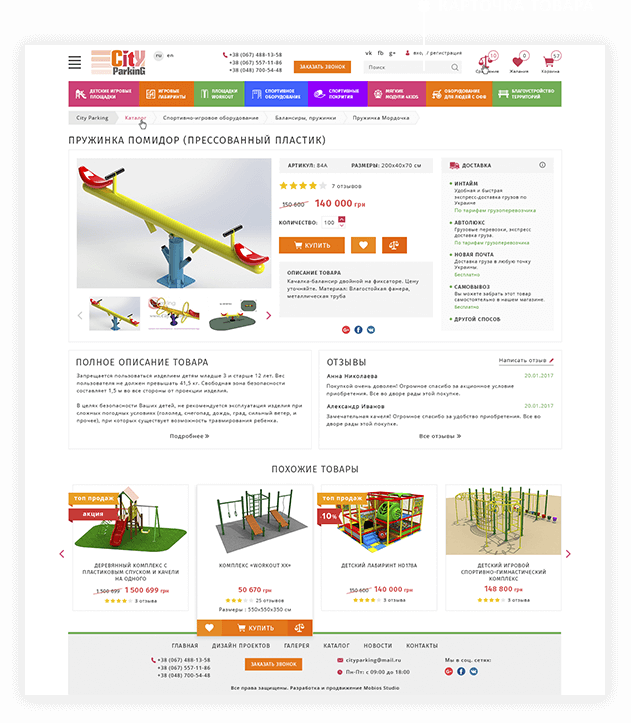 City
ParkinG
ru en
+38 (067) 488-13-58
+38 (067) 557-11-86
+38 (048) 700-54-48
ЗАКАЗАТЬ ЗВОНОК
vk fb g+
вход / регистрация
Поиск
10
Сравнение
0
Желания
57
Корзина
ДЕТСКИЕ ИГРОВЫЕ ПЛОЩАДКИ
ИГРОВЫЕ ЛАБИРИНТЫ
ПЛОЩАДКИ WORKOUT
СПОРТИВНОЕ ОБОРУДОВАНИЕ
СПОРТИВНЫЕ ПОКРЫТИЯ
МЯГКИЕ МОДУЛИ 4KIDS
ОБОРУДОВАНИЕ ДЛЯ ЛЮДЕЙ С ОФВ
БЛАГОУСТРОЙСТВО ТЕРРИТОРИЙ
City Parking
Каталог
Спортивно-игровое оборудование
Балансиры, пружинки
Пружинка Мордочка
ПРУЖИНКА ПОМИДОР (ПРЕССОВАННЫЙ ПЛАСТИК)
АРТИКУЛ: 84А
РАЗМЕРЫ: 200х40х70 см
7 отзывов
150 600 140 000 грн
КОЛИЧЕСТВО: 100
КУПИТЬ
ОПИСАНИЕ ТОВАРА
Качалка-балансир двойной на фиксаторе. Цену
уточняйте. Материал: Влагостойкая фанера,
металлическая труба
ДОСТАВКА
ИНТАЙМ
Удобная и быстрая
экспресс-доставка грузов по
Украине
По тарифам грузоперевозчика
АВТОЛЮКС
Грузовые перевозки, экспресс
доставка груза.
По тарифам грузоперевозчика
НОВАЯ ПОЧТА
Доставка груза в любую точку
Украины.
Бесплатно
САМОВЫВОЗ
Вы можете забрать этот товар
самостоятельно в нашем магазине.
Бесплатно
ДРУГОЙ СПОСОБ
ПОЛНОЕ ОПИСАНИЕ ТОВАРА
Запрещается пользоваться изделием детям младше 3 и старше 12 лет. Вес
пользователя не должен превышать 41,5 кг. Свободная зона безопасности
составляет 1,5 м во все стороны от проекции изделия.
В целях безопасности Ваших детей, не рекомендуется эксплуатация изделия при
сложных погодных условиях (гололед, снегопад, дождь, град, сильный ветер, и
прочее), при которых существует возможность травмирования ребенка.
Подробнее »
ОТЗЫВЫ
Написать отзыв
Анна Николаева 20.01.2017
Покупкой очень доволен! Огромное спасибо за акционное условие
приобретения. Все во дворе рады этой покупке.
Александр Иванов 20.01.2017
Замечательная качеля! Огромное спасибо за удобство приобретения. Все во
дворе рады этой покупке.
Все отзывы »
ПОХОЖИЕ ТОВАРЫ
топ продаж
акция
ДЕРЕВЯННЫЙ КОМПЛЕКС С
ПЛАСТИКОВЫМ СПУСКОМ И КАЧЕЛИ
НА ОДНОГО
1 500 699 грн
3 отзыва
КОМПЛЕКС «WORKOUT XX»
50 670 грн
25 отзывов
Размеры : 550х550х350 см
КУПИТЬ
топ продаж
-10%
ДЕТСКИЙ ЛАБИРИНТ HO178A
150 600 140 000 грн
3 отзыва
ДЕТСКИЙ ИГРОВОЙ
СПОРТИВНО-ГИМНАСТИЧЕСКИЙ
КОМПЛЕКС
148 800 грн
3 отзыва
ГЛАВНАЯ ДИЗАЙН ПРОЕКТОВ ГАЛЕРЕЯ КАТАЛОГ НОВОСТИ КОНТАКТЫ
+38 (067) 488-13-58
+38 (067) 557-11-86
+38 (048) 700-54-48
ЗАКАЗАТЬ ЗВОНОК
cityparking@mail.ru
Пн-Пт: с 09:00 до 18:00
Мы в соц. сетях:
Все права защищены. Разработка и продвижение Mobios Studio